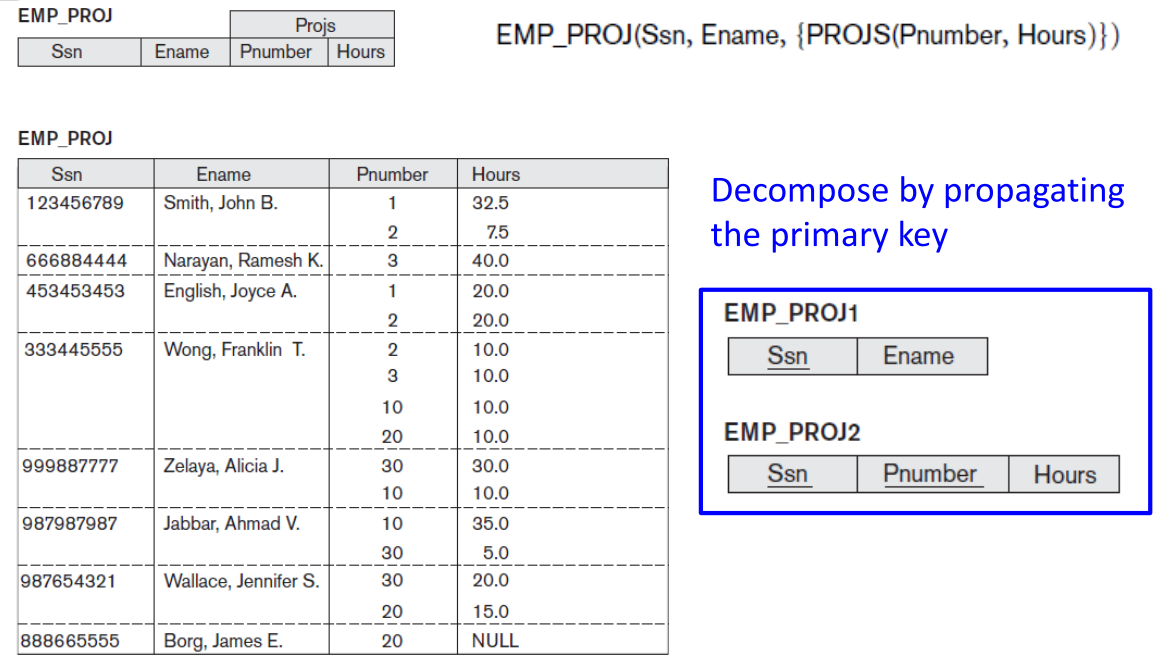 EMP_PROJ
Projs
Ssn Ename Pnumber Hours
EMP_PROJ(Ssn, Ename, {PROJS(Pnumber, Hours)})
EMP_PROJ
Ssn Ename Pnumber Hours
123456789 Smith, John B. 1 32.5
2 7.5
666884444 Narayan, Ramesh K. 3 40.0
453453453 English, Joyce A. 1 20.0
2 20.0
333445555 Wong, Franklin T. 2 10.0
3 10.0
10 10.0
20 10.0
999887777 Zelaya, Alicia J. 30 30.0
10 10.0
987987987 Jabbar, Ahmad V. 10 35.0
30 5.0
987654321 Wallace, Jennifer S. 30 20.0
20 15.0
888665555 Borg, James E. 20 NULL
Decompose by propagating
the primary key
EMP_PROJ1
Ssn Ename
EMP_PROJ2
Ssn Pnumber Hours